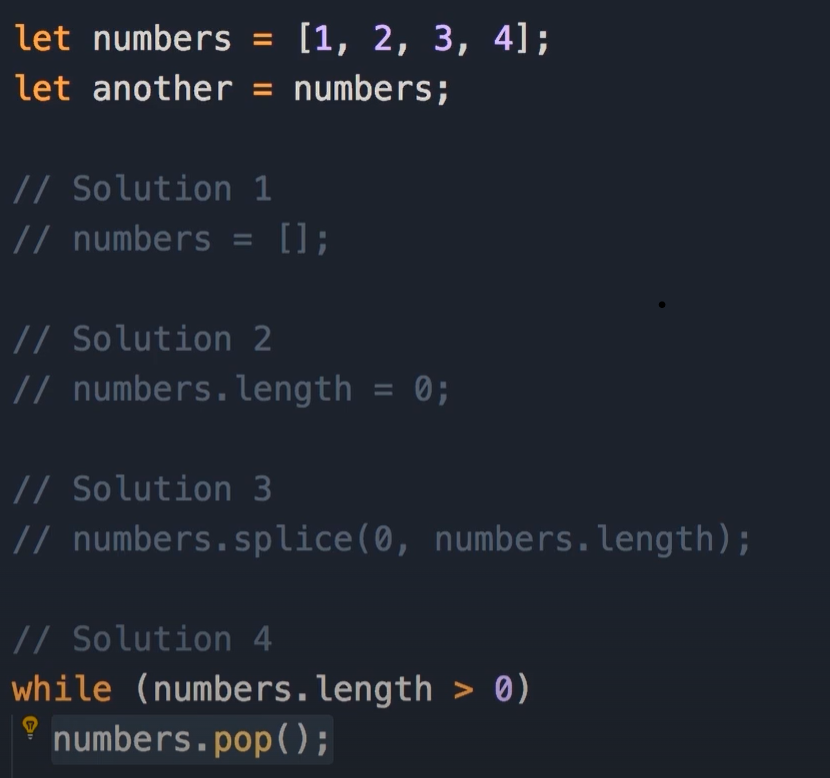 let numbers = [1, 2, 3, 4];
let another = numbers;
// Solution 1
// numbers = [];
// Solution 2
// numbers.length = 0;
// Solution 3
// numbers.splice(0, numbers.length);
// Solution 4
while (numbers.length > 0)
numbers.pop();